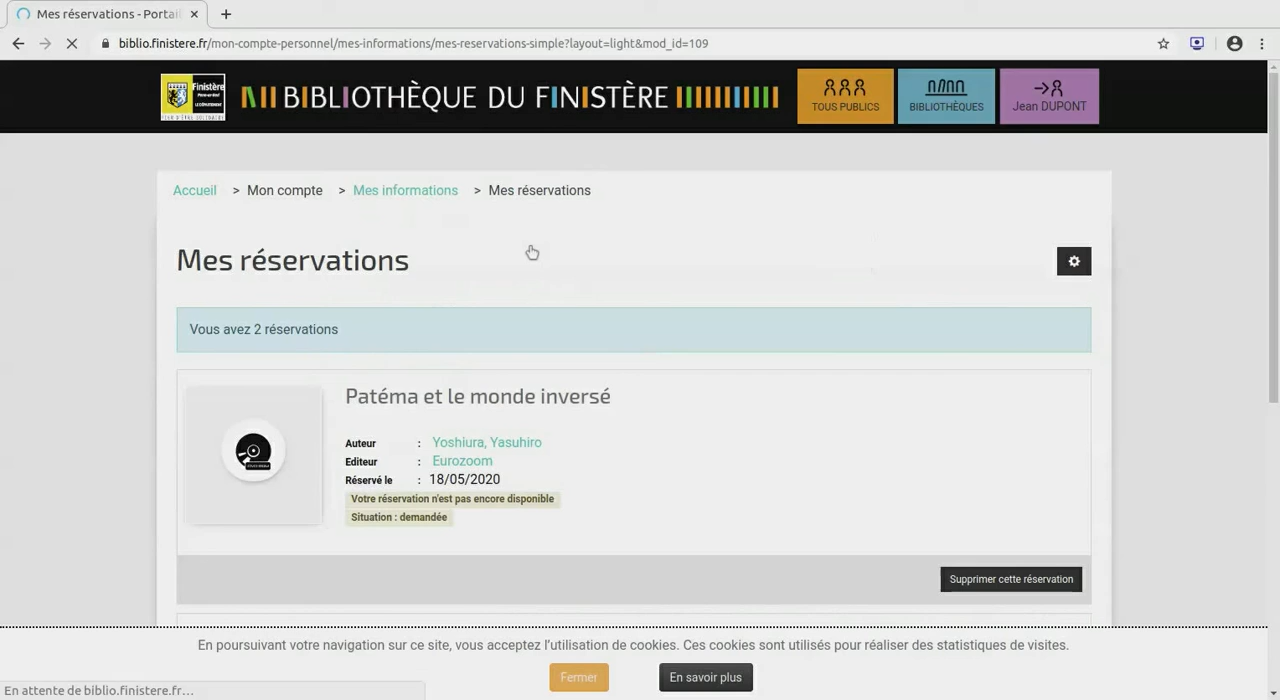 Mes réservations - Portail
biblio.finistere.fr/mon-compte-personnel/mes-informations/mes-reservations-simple?layout=light&mod_id=109
Finistère
BIBLIOTHÈQUE DU FINISTÈRE
TOUS PUBLICS
BIBLIOTHÈQUES
Jean DUPONT
Accueil > Mon compte > Mes informations > Mes réservations
Mes réservations
Vous avez 2 réservations
Patéma et le monde inversé
Auteur : Yoshiura, Yasuhiro
Editeur : Eurozoom
Réservé le : 18/05/2020
Votre réservation n'est pas encore disponible
Situation : demandée
Supprimer cette réservation
En poursuivant votre navigation sur ce site, vous acceptez l'utilisation de cookies. Ces cookies sont utilisés pour réaliser des statistiques de visites.
Fermer
En savoir plus
En attente de biblio.finistere.fr…